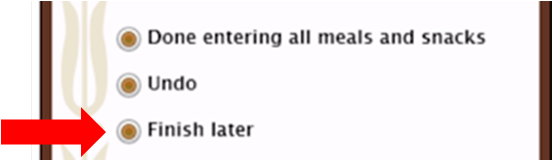 Done entering all meals and snacks
Undo
Finish later